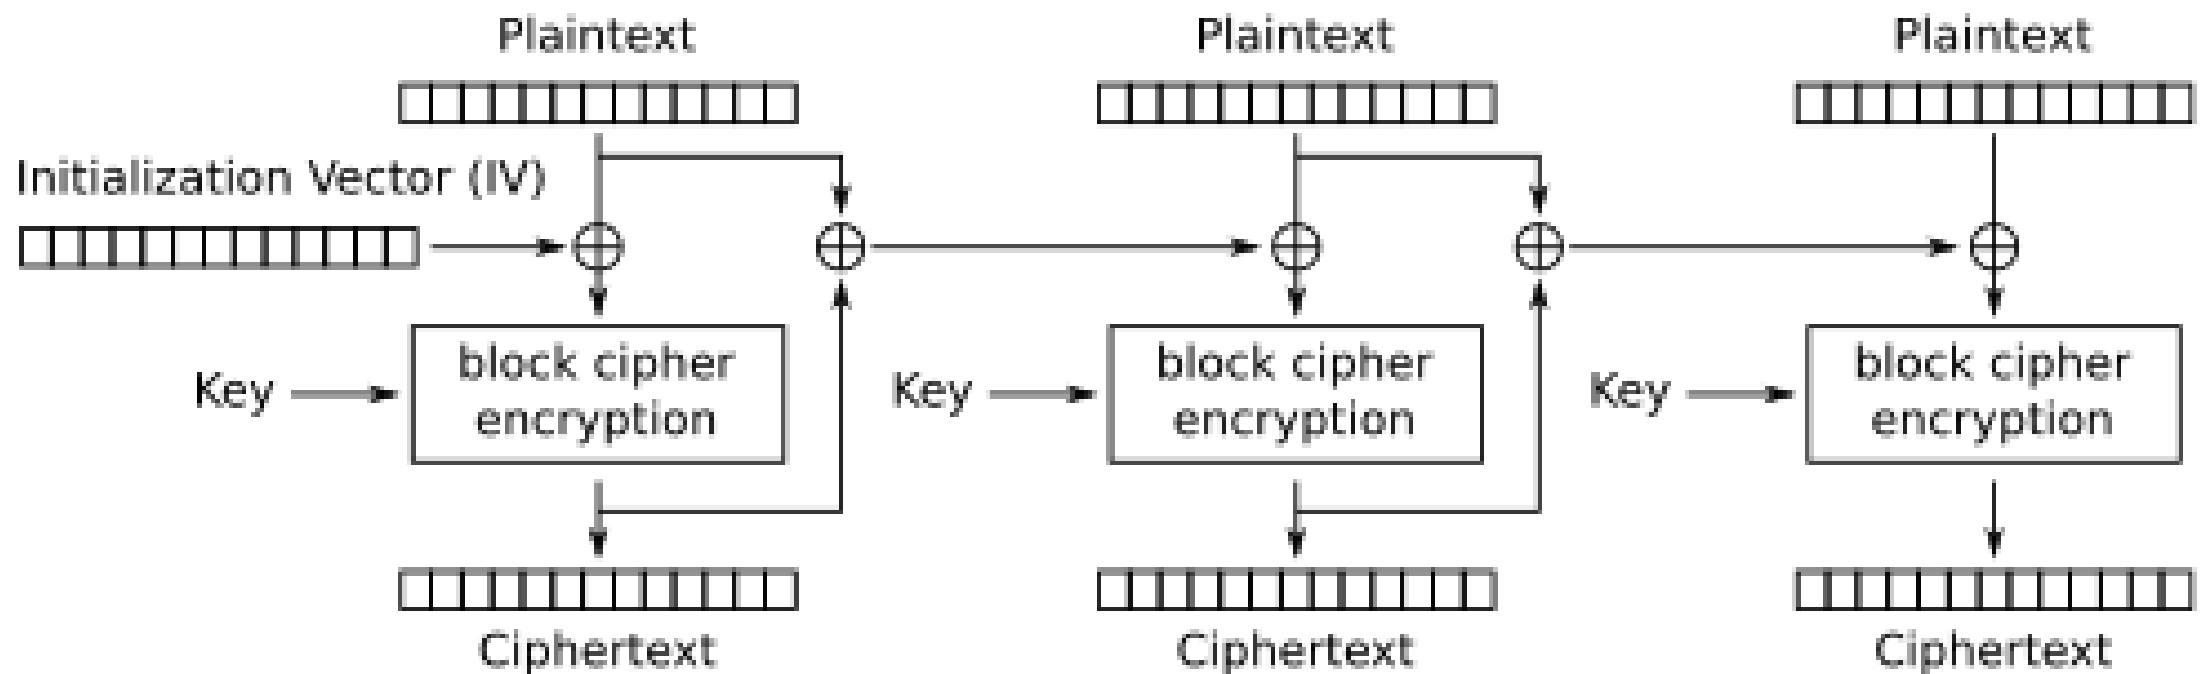 Plaintext
Plaintext
Plaintext
Initialization Vector (IV)
Key
block cipher
encryption
Key
block cipher
encryption
Key
block cipher
encryption
Ciphertext
Ciphertext
Ciphertext